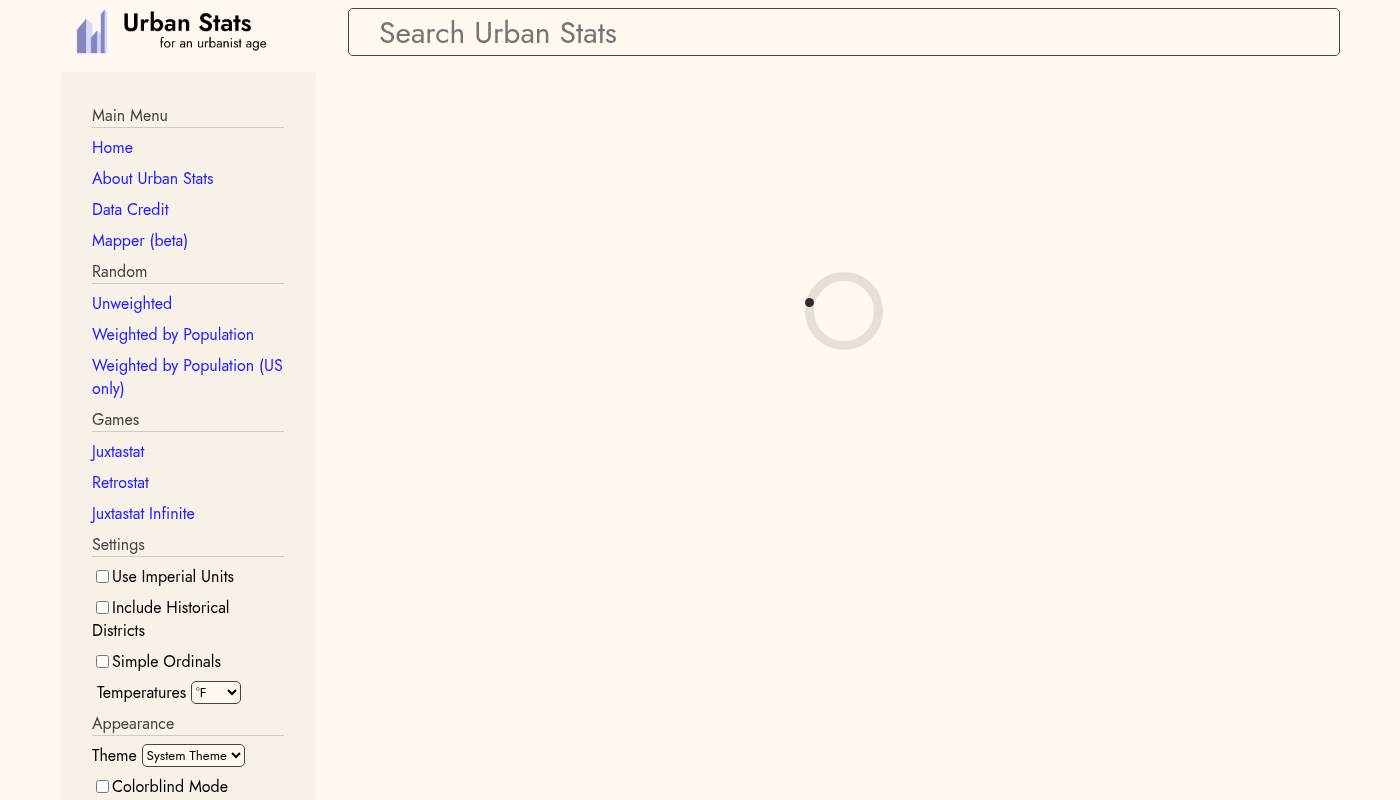 Urban Stats
for an urbanist age
Search Urban Stats
Main Menu
Home
About Urban Stats
Data Credit
Mapper (beta)
Random
Unweighted
Weighted by Population
Weighted by Population (US
only)
Games
Juxtastat
Retrostat
Juxtastat Infinite
Settings
Use Imperial Units
Include Historical
Districts
Simple Ordinals
Temperatures °F
Appearance
Theme System Theme
Colorblind Mode